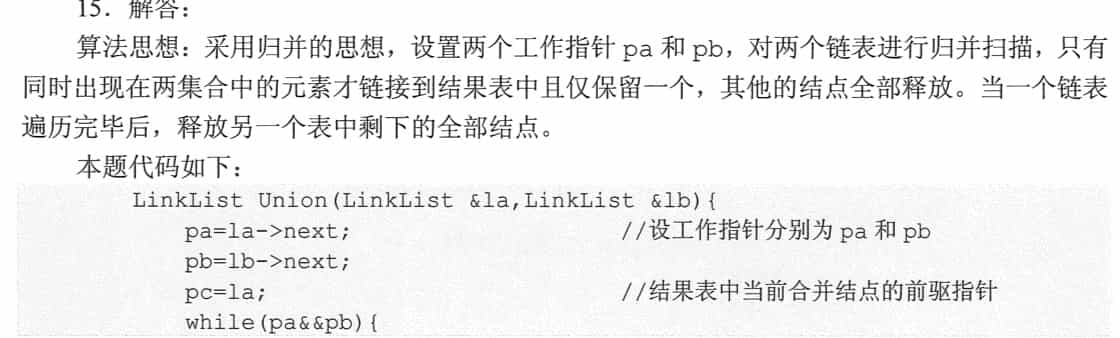 15．解答：
算法思想：采用归并的思想，设置两个工作指针 pa 和 pb，对两个链表进行归并扫描，只有
同时出现在两集合中的元素才链接到结果表中且仅保留一个，其他的结点全部释放。当一个链表
遍历完毕后，释放另一个表中剩下的全部结点。
本题代码如下：
LinkList Union(LinkList &la,LinkList &lb){
pa=la->next; //设工作指针分别为 pa 和 pb
pb=lb->next;
pc=la; //结果表中当前合并结点的前驱指针
while(pa&&pb){